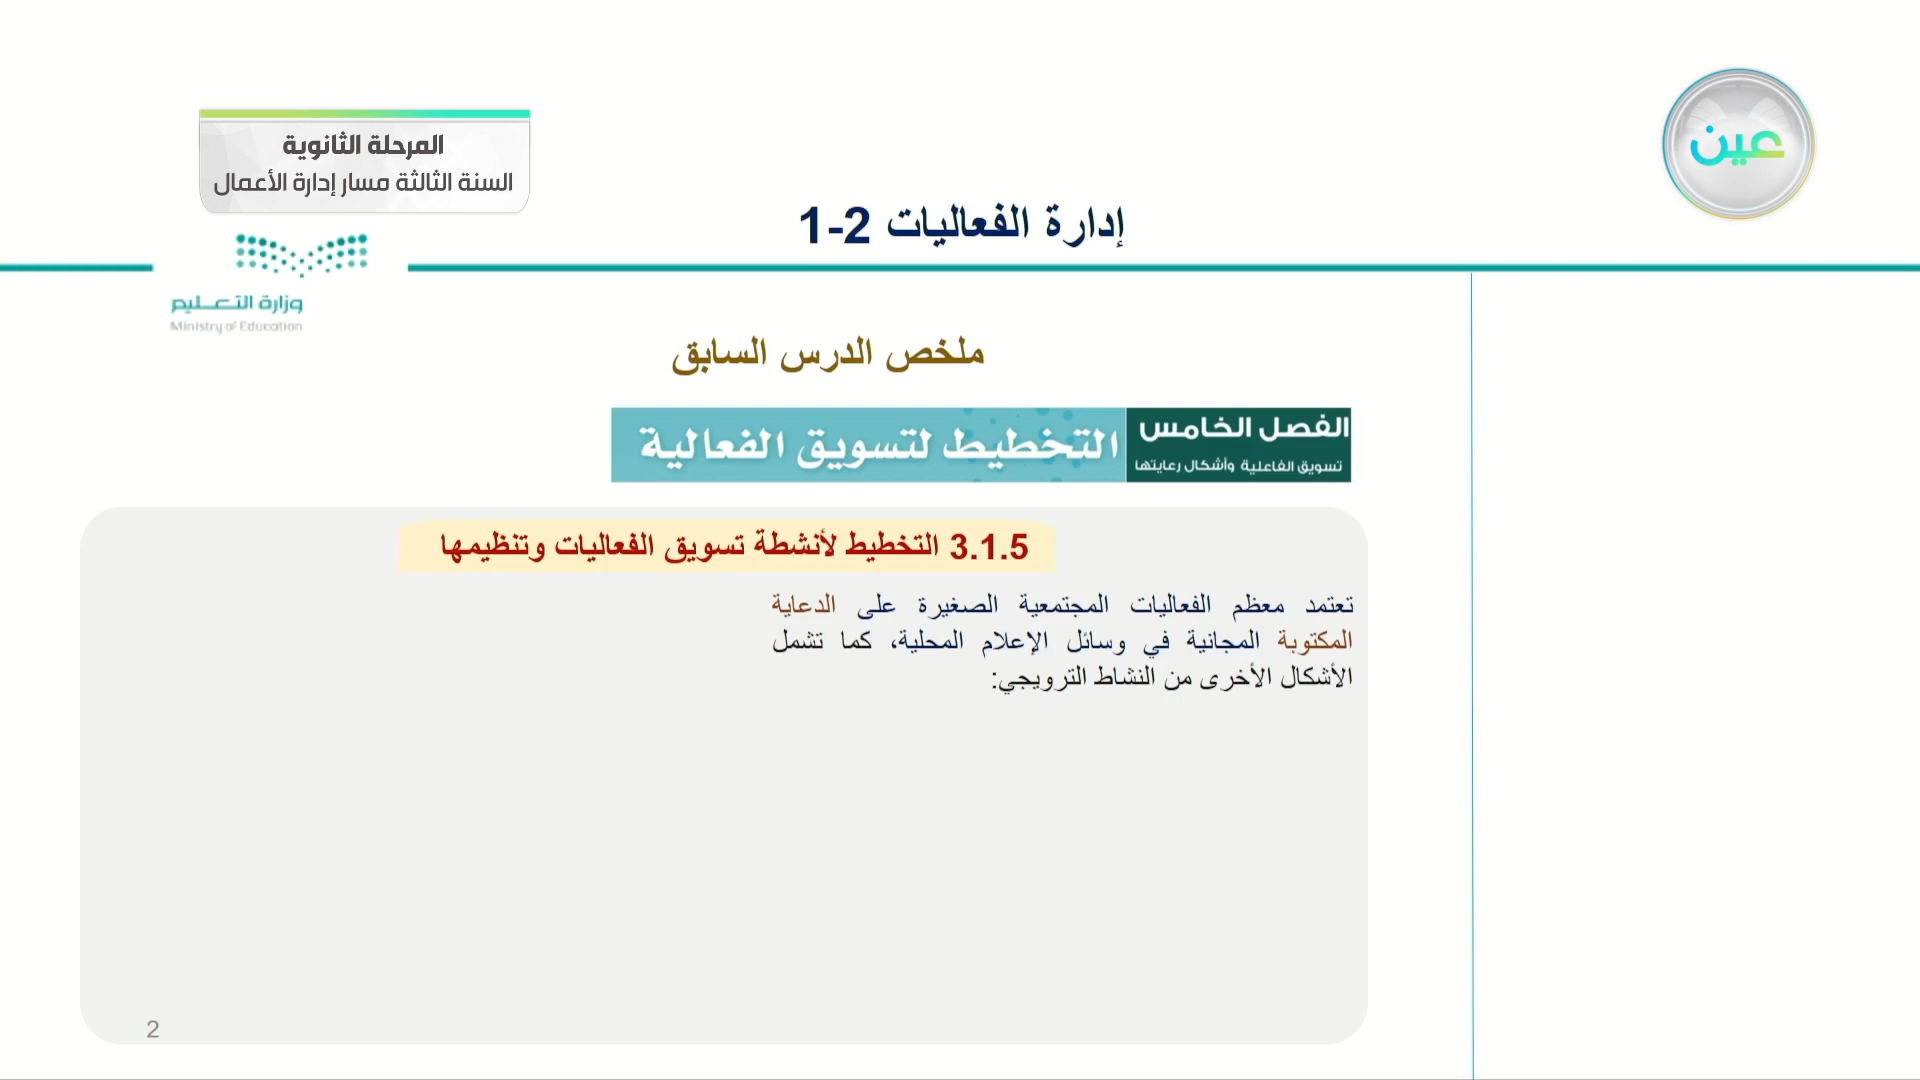 المرحلة الثانوية
السنة الثالثة مسار إدارة الأعمال
عين
إدارة الفعاليات 2-1
وزارة التعـــليم
Ministry of Education
ملخص الدرس السابق
الفصل الخامس
تسويق الفاعلية وأشكال رعايتها
التخطيط لتسويق الفعالية
3.1.5 التخطيط لأنشطة تسويق الفعاليات وتنظيمها
تعتمد معظم الفعاليات المجتمعية الصغيرة على الدعاية
المكتوبة المجانية في وسائل الإعلام المحلية، كما تشمل
الأشكال الأخرى من النشاط الترويجي:
2